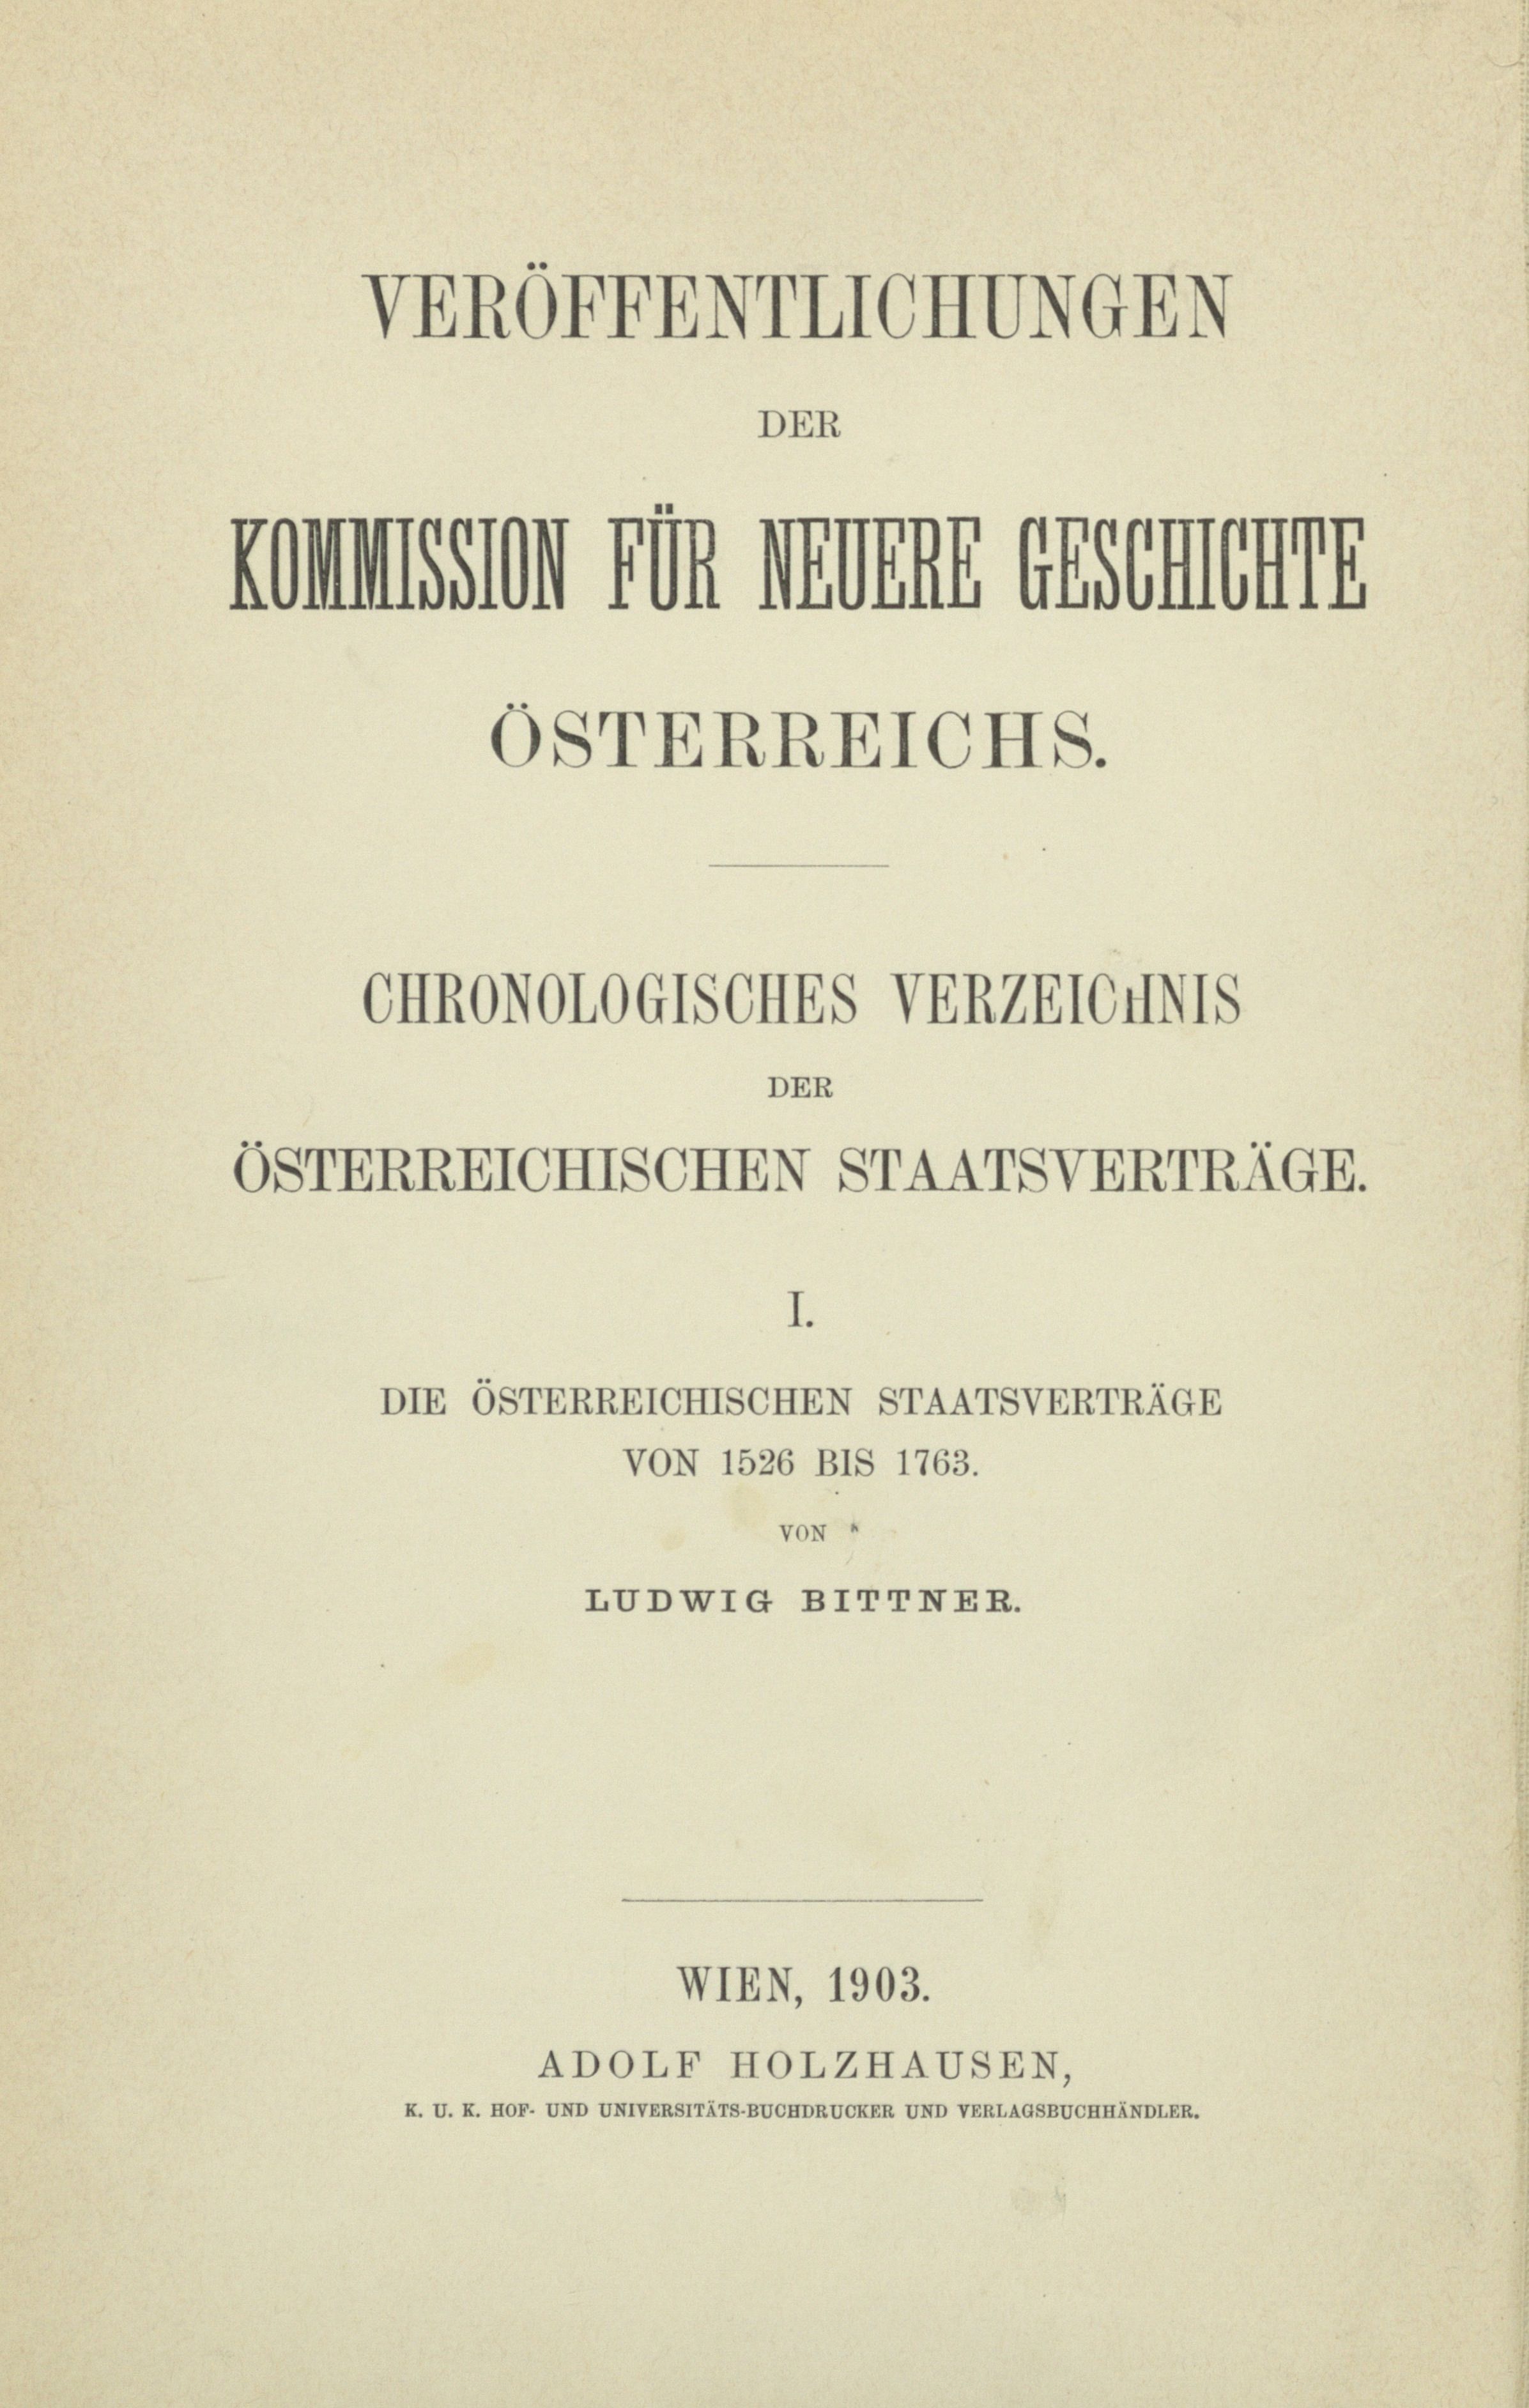 VERÖFFENTLICHUNGEN
DER
KOMMISSION FÜR NEUERE GESCHICHTE
ÖSTERREICHS.
CHRONOLOGISCHES VERZEICHNIS
DER
ÖSTERREICHISCHEN STAATSVERTRÄGE.
I.
DIE ÖSTERREICHISCHEN STAATSVERTRÄGE
VON 1526 BIS 1763.
VON
LUDWIG BITTNER.
WIEN, 1903.
ADOLF HOLZHAUSEN,
K. U. K. HOF- UND UNIVERSITÄTS-BUCHDRUCKER UND VERLAGSBUCHHÄNDLER.